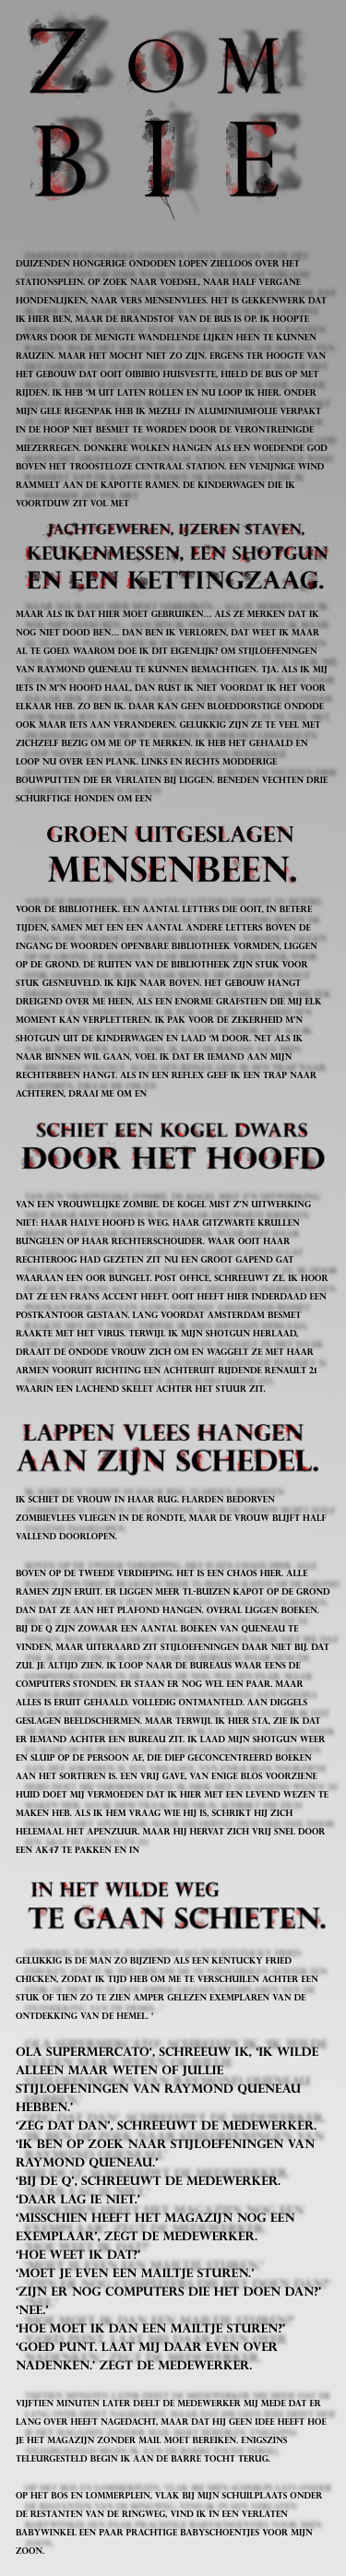 ZOM
BIE
DUIZENDEN HONGERIGE ONDODEN LOPEN ZIELLOOS OVER HET
STATIONSPLEIN. OP ZOEK NAAR VOEDSEL, NAAR HALF VERGANE
HONDENLIJKEN, NAAR VERS MENSENVLEES. HET IS GEKKENWERK DAT
IK HIER BEN, MAAR DE BRANDSTOF VAN DE BUS IS OP. IK HOOPTE
DWARS DOOR DE MENIGTE WANDELENDE LIJKEN HEEN TE KUNNEN
RAUZEN. MAAR HET MOCHT NIET ZO ZIJN. ERGENS TER HOOGTE VAN
HET GEBOUW DAT OOIT OIBIBIO HUISVESTTE, HIELD DE BUS OP MET
RIJDEN. IK HEB ‘M UIT LATEN ROLLEN EN NU LOOP IK HIER. ONDER
MIJN GELE REGENPAK HEB IK MEZELF IN ALUMINIUMFOLIE VERPAKT
IN DE HOOP NIET BESMET TE WORDEN DOOR DE VERONTREINIGDE
MIEZERREGEN. DONKERE WOLKEN HANGEN ALS EEN WOEDENDE GOD
BOVEN HET TROOSTELOZE CENTRAAL STATION. EEN VENIJNIGE WIND
RAMMELT AAN DE KAPOTTE RAMEN. DE KINDERWAGEN DIE IK
VOORTDUW ZIT VOL MET
JACHTGEWEREN, IJZEREN STAVEN,
KEUKENMESSEN, EEN SHOTGUN
EN EEN KETTINGZAAG.
MAAR ALS IK DAT HIER MOET GEBRUIKEN... ALS ZE MERKEN DAT IK
NOG NIET DOOD BEN... DAN BEN IK VERLOREN, DAT WEET IK MAAR
AL TE GOED. WAAROM DOE IK DIT EIGENLIJK? OM STIJLOEFENINGEN
VAN RAYMOND QUENEAU TE KUNNEN BEMACHTIGEN. TJA. ALS IK MIJ
IETS IN M’N HOOFD HAAL, DAN RUST IK NIET VOORDAT IK HET VOOR
ELKAAR HEB. ZO BEN IK. DAAR KAN GEEN BLOEDDORSTIGE ONDODE
OOK MAAR IETS AAN VERANDEREN. GELUKKIG ZIJN ZE TE VEEL MET
ZICHZELF BEZIG OM ME OP TE MERKEN. IK HEB HET GEHAALD EN
LOOP NU OVER EEN PLANK. LINKS EN RECHTS MODDERIGE
BOUWPUTTEN DIE ER VERLATEN BIJ LIGGEN. BENEDEN VECHTEN DRIE
SCHURFTIGE HONDEN OM EEN
GROEN UITGESLAGEN
MENSENBEEN.
VOOR DE BIBLIOTHEEK. EEN AANTAL LETTERS DIE OOIT, IN BETERE
TIJDEN, SAMEN MET EEN EEN AANTAL ANDERE LETTERS BOVEN DE
INGANG DE WOORDEN OPENBARE BIBLIOTHEEK VORMDEN, LIGGEN
OP DE GROND. DE RUITEN VAN DE BIBLIOTHEEK ZIJN STUK VOOR
STUK GESNEUVELD. IK KIJK NAAR BOVEN. HET GEBOUW HANGT
DREIGEND OVER ME HEEN, ALS EEN ENORME GRAFSTEEN DIE MIJ ELK
MOMENT KAN VERPLETTEREN. IK PAK VOOR DE ZEKERHEID M’N
SHOTGUN UIT DE KINDERWAGEN EN LAAD ‘M DOOR. NET ALS IK
NAAR BINNEN WIL GAAN, VOEL IK DAT ER IEMAND AAN MIJN
RECHTERBEEN HANGT. ALS IN EEN REFLEX GEEF IK EEN TRAP NAAR
ACHTEREN, DRAAI ME OM EN
SCHIET EEN KOGEL DWARS
DOOR HET HOOFD
VAN EEN VROUWELIJKE ZOMBIE. DE KOGEL MIST Z’N UITWERKING
NIET: HAAR HALVE HOOFD IS WEG. HAAR GITZWARTE KRULLEN
BUNGELEN OP HAAR RECHTERSCHOUDER. WAAR OOIT HAAR
RECHTEROOG HAD GEZETEN ZIT NU EEN GROOT GAPEND GAT
WAARAAN EEN OOR BUNGELT. POST OFFICE, SCHREEUWT ZE. IK HOOR
DAT ZE EEN FRANS ACCENT HEEFT. OOIT HEEFT HIER INDERDAAD EEN
POSTKANTOOR GESTAAN. LANG VOORDAT AMSTERDAM BESMET
RAAKTE MET HET VIRUS. TERWIJL IK MIJN SHOTGUN HERLAAD,
DRAAIT DE ONDODE VROUW ZICH OM EN WAGGELT ZE MET HAAR
ARMEN VOORUIT RICHTING EEN ACHTERUIT RIJDENDE RENAULT 21
WAARIN EEN LACHEND SKELET ACHTER HET STUUR ZIT.
LAPPEN VLEES HANGEN
AAN ZIJN SCHEDEL.
IK SCHIET DE VROUW IN HAAR RUG. FLARDEN BEDORVEN
ZOMBIEVLEES VLIEGEN IN DE RONDTE, MAAR DE VROUW BLIJFT HALF
VALLEND DOORLOPEN.
BOVEN OP DE TWEEDE VERDIEPING. HET IS EEN CHAOS HIER. ALLE
RAMEN ZIJN ERUIT. ER LIGGEN MEER TL-BUIZEN KAPOT OP DE GROND
DAN DAT ZE AAN HET PLAFOND HANGEN. OVERAL LIGGEN BOEKEN.
BIJ DE Q ZIJN ZOWAAR EEN AANTAL BOEKEN VAN QUENEAU TE
VINDEN, MAAR UITERAARD ZIT STIJLOEFENINGEN DAAR NIET BIJ. DAT
ZUL JE ALTIJD ZIEN. IK LOOP NAAR DE BUREAUS WAAR EENS DE
COMPUTERS STONDEN. ER STAAN ER NOG WEL EEN PAAR. MAAR
ALLES IS ERUIT GEHAALD. VOLLEDIG ONTMANTELD. AAN DIGGELS
GESLAGEN BEELDSCHERMEN. MAAR TERWIJL IK HIER STA, ZIE IK DAT
ER IEMAND ACHTER EEN BUREAU ZIT. IK LAAD MIJN SHOTGUN WEER
EN SLUIP OP DE PERSOON AF, DIE DIEP GECONCENTREERD BOEKEN
AAN HET SORTEREN IS. EEN VRIJ GAVE, VAN ENIGE BLOS VOORZIENE
HUID DOET MIJ VERMOEDEN DAT IK HIER MET EEN LEVEND WEZEN TE
MAKEN HEB. ALS IK HEM VRAAG WIE HIJ IS, SCHRIKT HIJ ZICH
HELEMAAL HET APENZUUR. MAAR HIJ HERVAT ZICH VRIJ SNEL DOOR
EEN AK47 TE PAKKEN EN IN
IN HET WILDE WEG
TE GAAN SCHIETEN.
GELUKKIG IS DE MAN ZO BIJZIEND ALS EEN KENTUCKY FRIED
CHICKEN, ZODAT IK TIJD HEB OM ME TE VERSCHUILEN ACHTER EEN
STUK OF TIEN ZO TE ZIEN AMPER GELEZEN EXEMPLAREN VAN DE
ONTDEKKING VAN DE HEMEL. ‘
OLA SUPERMERCATO‘, SCHREEUW IK, ‘IK WILDE
ALLEEN MAAR WETEN OF JULLIE
STIJLOEFENINGEN VAN RAYMOND QUENEAU
HEBBEN.’
‘ZEG DAT DAN’, SCHREEUWT DE MEDEWERKER.
‘IK BEN OP ZOEK NAAR STIJLOEFENINGEN VAN
RAYMOND QUENEAU.’
‘BIJ DE Q’, SCHREEUWT DE MEDEWERKER.
‘DAAR LAG IE NIET.’
‘MISSCHIEN HEEFT HET MAGAZIJN NOG EEN
EXEMPLAAR’, ZEGT DE MEDEWERKER.
‘HOE WEET IK DAT?’
‘MOET JE EVEN EEN MAILTJE STUREN.’
‘ZIJN ER NOG COMPUTERS DIE HET DOEN DAN?’
‘NEE.’
‘HOE MOET IK DAN EEN MAILTJE STUREN?’
‘GOED PUNT. LAAT MIJ DAAR EVEN OVER
NADENKEN.’ ZEGT DE MEDEWERKER.
VIJFTIEN MINUTEN LATER DEELT DE MEDEWERKER MIJ MEDE DAT ER
LANG OVER HEEFT NAGEDACHT, MAAR DAT HIJ GEEN IDEE HEEFT HOE
JE HET MAGAZIJN ZONDER MAIL MOET BEREIKEN. ENIGSZINS
TELEURGESTELD BEGIN IK AAN DE BARRE TOCHT TERUG.
OP HET BOS EN LOMMERPLEIN, VLAK BIJ MIJN SCHUILPLAATS ONDER
DE RESTANTEN VAN DE RINGWEG, VIND IK IN EEN VERLATEN
BABYWINKEL EEN PAAR PRACHTIGE BABYSCHOENTJES VOOR MIJN
ZOON.